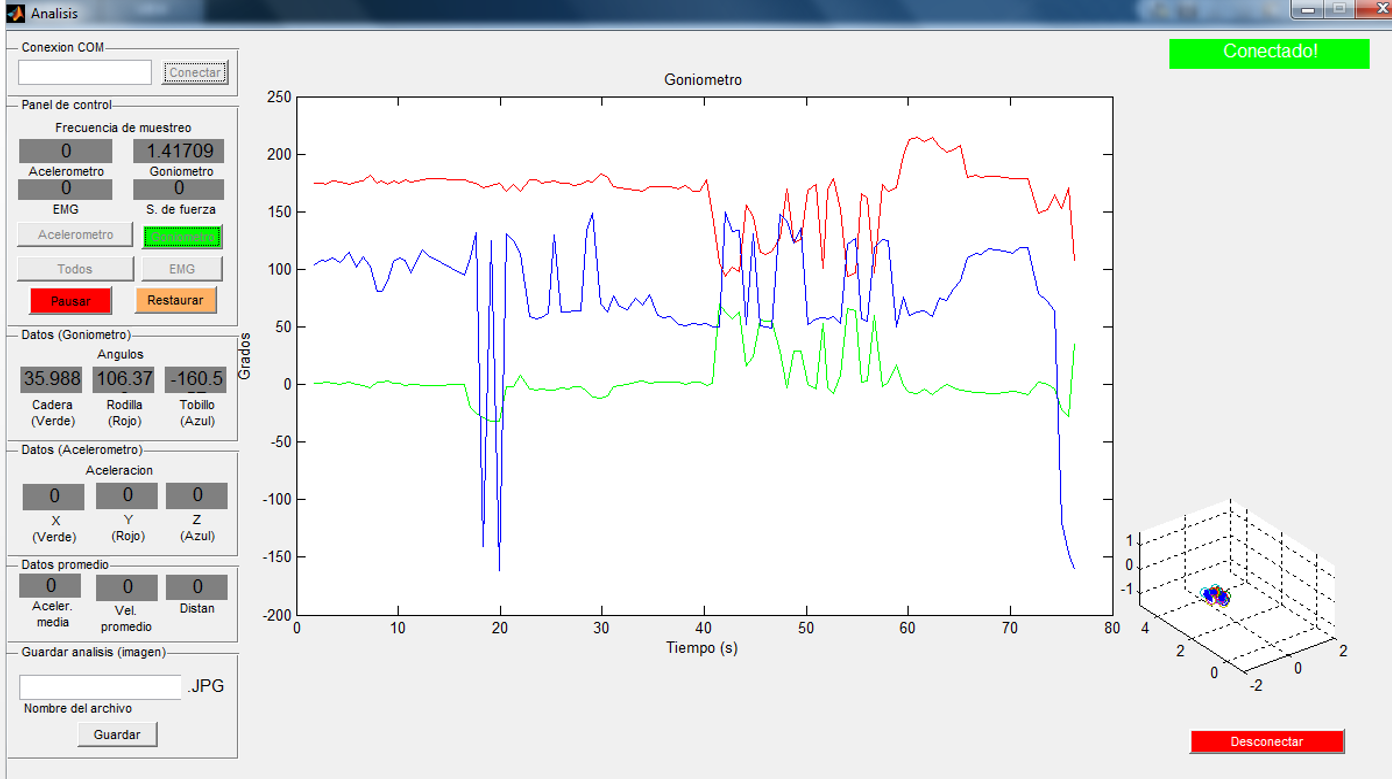 Analisis
Conexion COM
Conectar
Conectado!
Panel de control
Frecuencia de muestreo
0 1.41709
Acelerometro Goniometro
0 0
EMG S. de fuerza
Acelerometro Goniometro
Todos EMG
Pausar Restaurar
Datos (Goniometro)
Angulos
35.988 106.37 -160.5
Cadera Rodilla Tobillo
(Verde) (Rojo) (Azul)
Datos (Acelerometro)
Aceleracion
0 0 0
X Y Z
(Verde) (Rojo) (Azul)
Datos promedio
0 0 0
Aceler. Vel. Distan
media promedio
Guardar analisis (imagen)
.JPG
Nombre del archivo
Guardar
Goniometro
Grados
250
200
150
100
50
0
-50
-100
-150
-200
0 10 20 30 40 50 60 70 80
Tiempo (s)
1
0
-1
4
2
0
-2
0
2
Desconectar